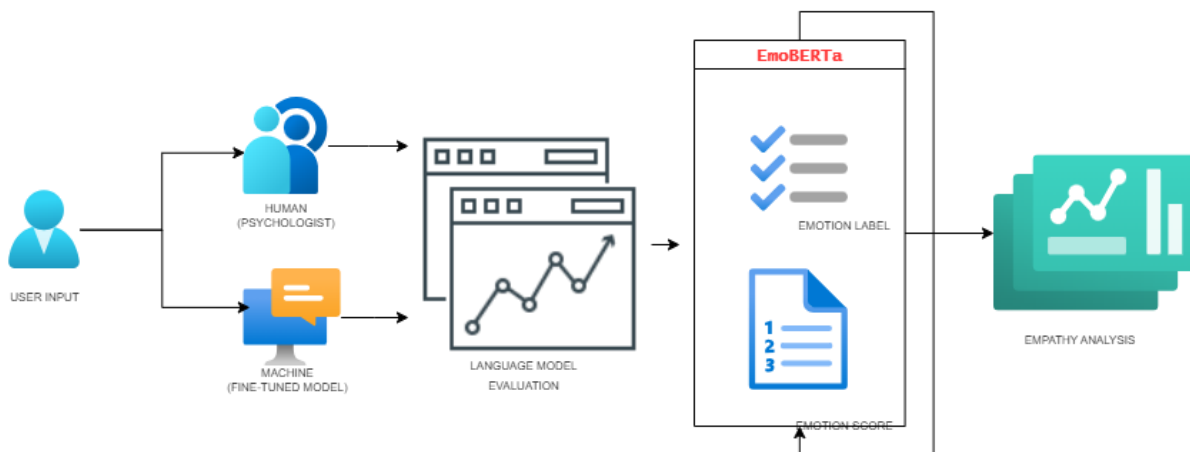 EmoBERTa
HUMAN
(PSYCHOLOGIST)
EMOTION LABEL
USER INPUT
1
2
3
MACHINE
(FINE-TUNED MODEL)
LANGUAGE MODEL
EVALUATION
EMPATHY ANALYSIS
EMOTION SCORE